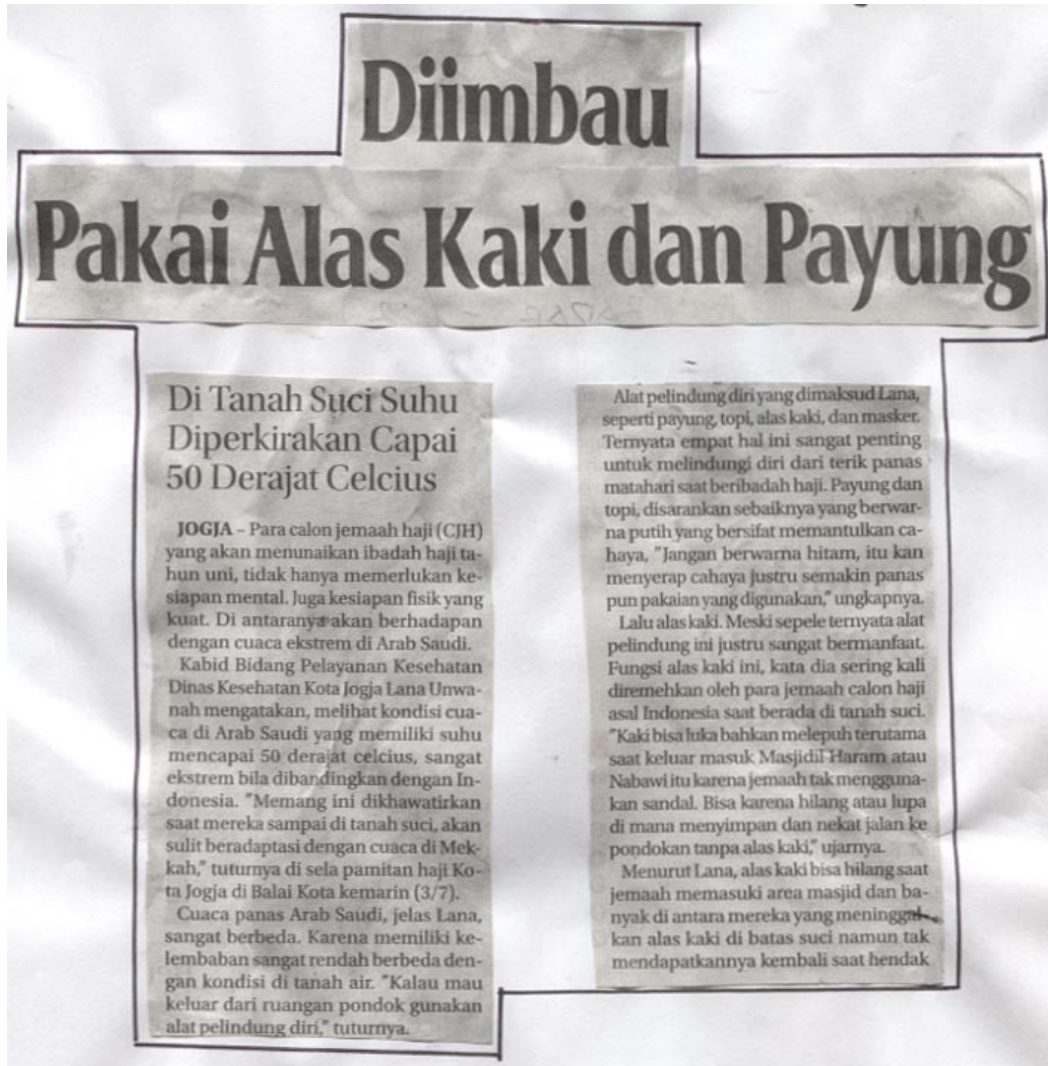 Diimbau
Pakai Alas Kaki dan Payung
Di Tanah Suci Suhu
Diperkirakan Capai
50 Derajat Celcius
JOGJA – Para calon jemaah haji (CJH)
yang akan menunaikan ibadah haji ta-
hun uni, tidak hanya memerlukan ke-
siapan mental. Juga kesiapan fisik yang
kuat. Di antaranya akan berhadapan
dengan cuaca ekstrem di Arab Saudi.
Kabid Bidang Pelayanan Kesehatan
Dinas Kesehatan Kota Jogja Lana Unwa-
nah mengatakan, melihat kondisi cua-
ca di Arab Saudi yang memiliki suhu
mencapai 50 derajat celcius, sangat
ekstrem bila dibandingkan dengan In-
donesia. "Memang ini dikhawatirkan
saat mereka sampai di tanah suci, akan
sulit beradaptasi dengan cuaca di Mek-
kah," tuturnya di sela pamitan haji Ko-
ta Jogja di Balai Kota kemarin (3/7).
Cuaca panas Arab Saudi, jelas Lana,
sangat berbeda. Karena memiliki ke-
lembaban sangat rendah berbeda den-
gan kondisi di tanah air. "Kalau mau
keluar dari ruangan pondok gunakan
alat pelindung diri," tuturnya.
Alat pelindung diri yang dimaksud Lana,
seperti payung, topi, alas kaki, dan masker.
Ternyata empat hal ini sangat penting
untuk melindungi diri dari terik panas
matahari saat beribadah haji. Payung dan
topi, disarankan sebaiknya yang berwar-
na putih yang bersifat memantulkan ca-
haya, "Jangan berwarna hitam, itu kan
menyerap cahaya justru semakin panas
pun pakaian yang digunakan," ungkapnya.
Lalu alas kaki. Meski sepele ternyata alat
pelindung ini justru sangat bermanfaat.
Fungsi alas kaki ini, kata dia sering kali
diremehkan oleh para jemaah calon haji
asal Indonesia saat berada di tanah suci.
"Kaki bisa luka bahkan melepuh terutama
saat keluar masuk Masjidil Haram atau
Nabawi itu karena jemaah tak mengguna-
kan sandal. Bisa karena hilang atau lupa
di mana menyimpan dan nekat jalan ke
pondokan tanpa alas kaki," ujarnya.
Menurut Lana, alas kaki bisa hilang saat
jemaah memasuki area masjid dan ba-
nyak di antara mereka yang meninggal-
kan alas kaki di batas suci namun tak
mendapatkannya kembali saat hendak